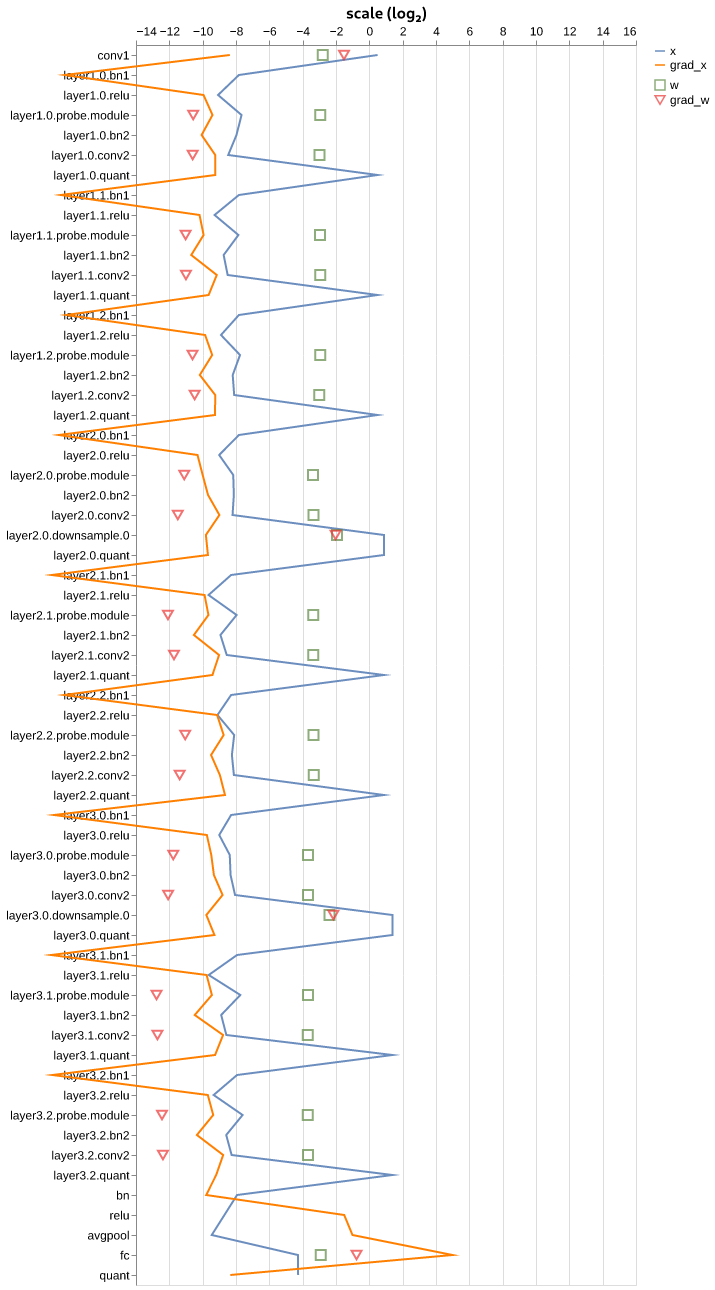 scale (log₂)
−14 −12 −10 −8 −6 −4 −2 0 2 4 6 8 10 12 14 16
x
grad_x
w
grad_w
conv1
layer1.0.bn1
layer1.0.relu
layer1.0.probe.module
layer1.0.bn2
layer1.0.conv2
layer1.0.quant
layer1.1.bn1
layer1.1.relu
layer1.1.probe.module
layer1.1.bn2
layer1.1.conv2
layer1.1.quant
layer1.2.bn1
layer1.2.relu
layer1.2.probe.module
layer1.2.bn2
layer1.2.conv2
layer1.2.quant
layer2.0.bn1
layer2.0.relu
layer2.0.probe.module
layer2.0.bn2
layer2.0.conv2
layer2.0.downsample.0
layer2.0.quant
layer2.1.bn1
layer2.1.relu
layer2.1.probe.module
layer2.1.bn2
layer2.1.conv2
layer2.1.quant
layer2.2.bn1
layer2.2.relu
layer2.2.probe.module
layer2.2.bn2
layer2.2.conv2
layer2.2.quant
layer3.0.bn1
layer3.0.relu
layer3.0.probe.module
layer3.0.bn2
layer3.0.conv2
layer3.0.downsample.0
layer3.0.quant
layer3.1.bn1
layer3.1.relu
layer3.1.probe.module
layer3.1.bn2
layer3.1.conv2
layer3.1.quant
layer3.2.bn1
layer3.2.relu
layer3.2.probe.module
layer3.2.bn2
layer3.2.conv2
layer3.2.quant
bn
relu
avgpool
fc
quant